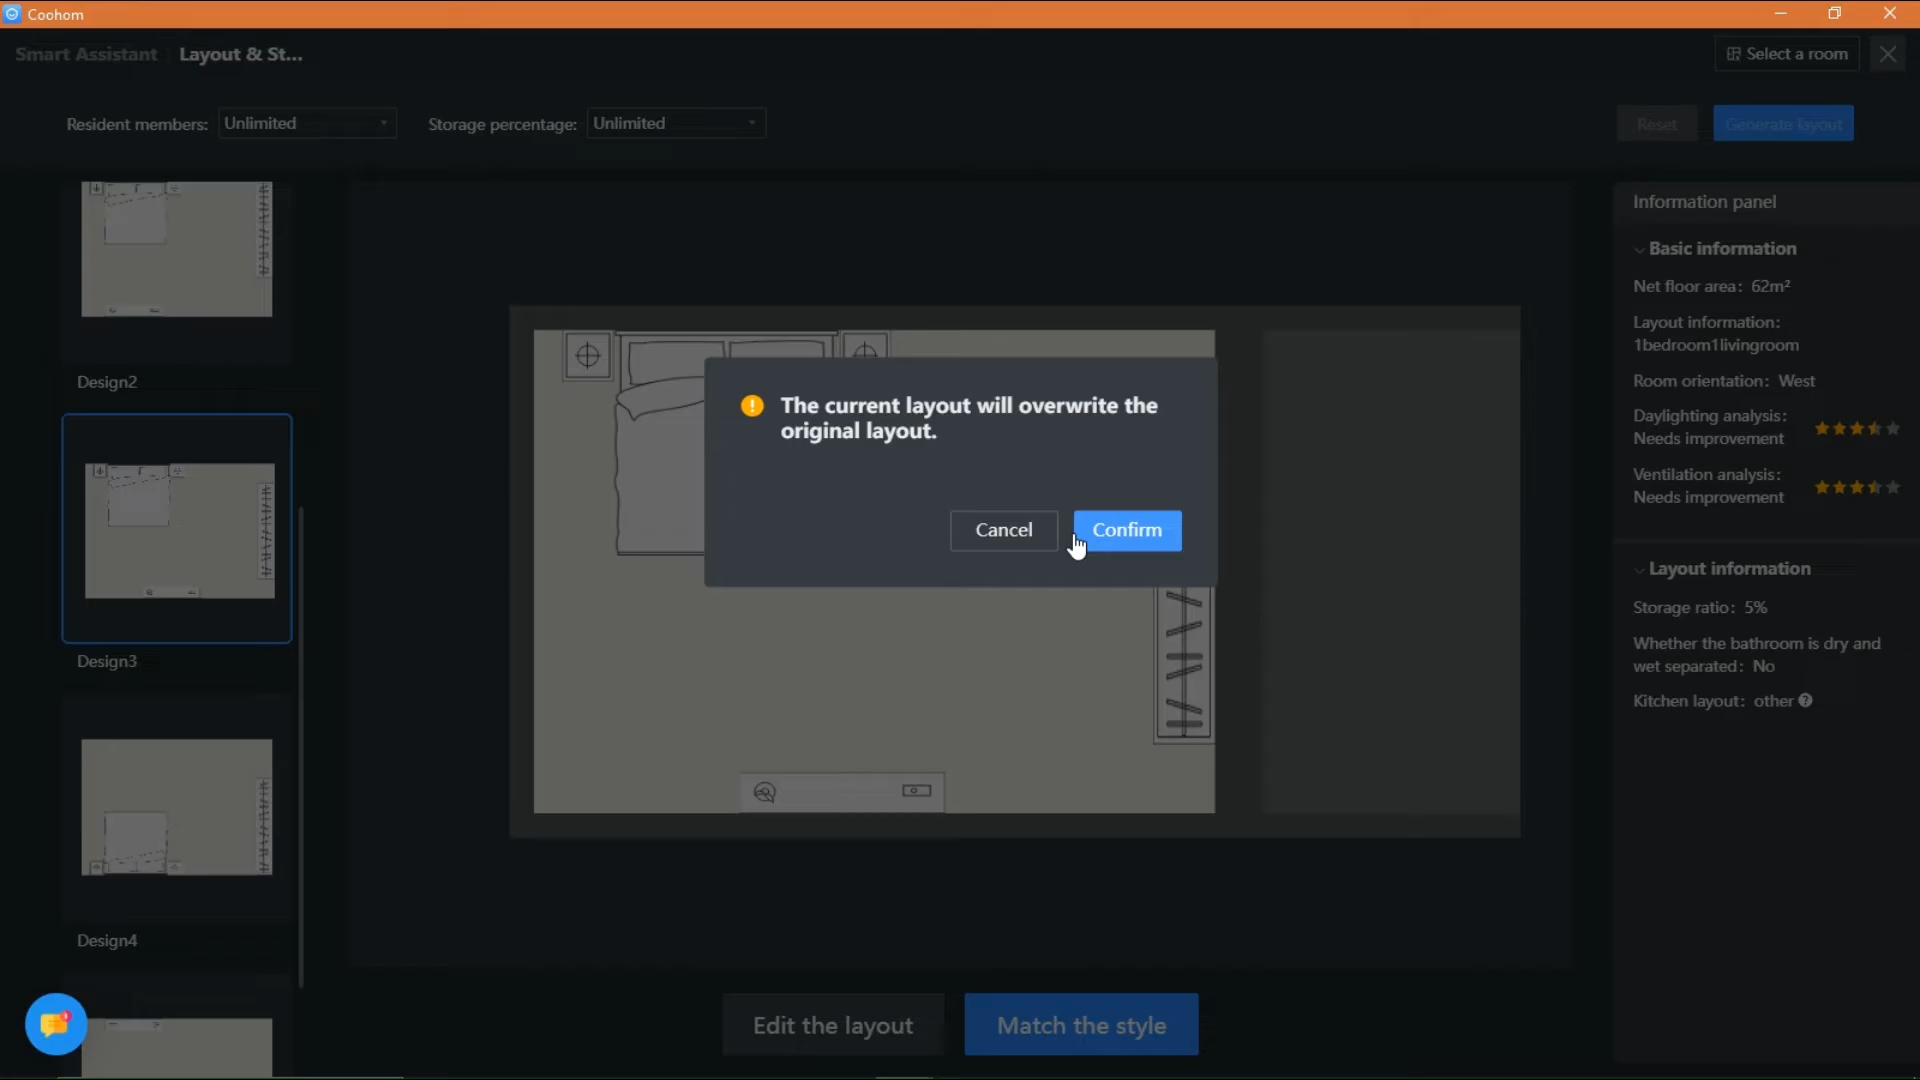 Coohom
Smart Assistant
Layout & St...
Select a room
Resident members:
Unlimited
Storage percentage:
Unlimited
Reset
Generate layout
Design2
Design3
Design4
The current layout will overwrite the
original layout.
Cancel
Confirm
Edit the layout
Match the style
Information panel
Basic information
Net floor area: 62m²
Layout information:
1bedroom1livingroom
Room orientation: West
Daylighting analysis:
Needs improvement
Ventilation analysis:
Needs improvement
Layout information
Storage ratio: 5%
Whether the bathroom is dry and
wet separated: No
Kitchen layout: other